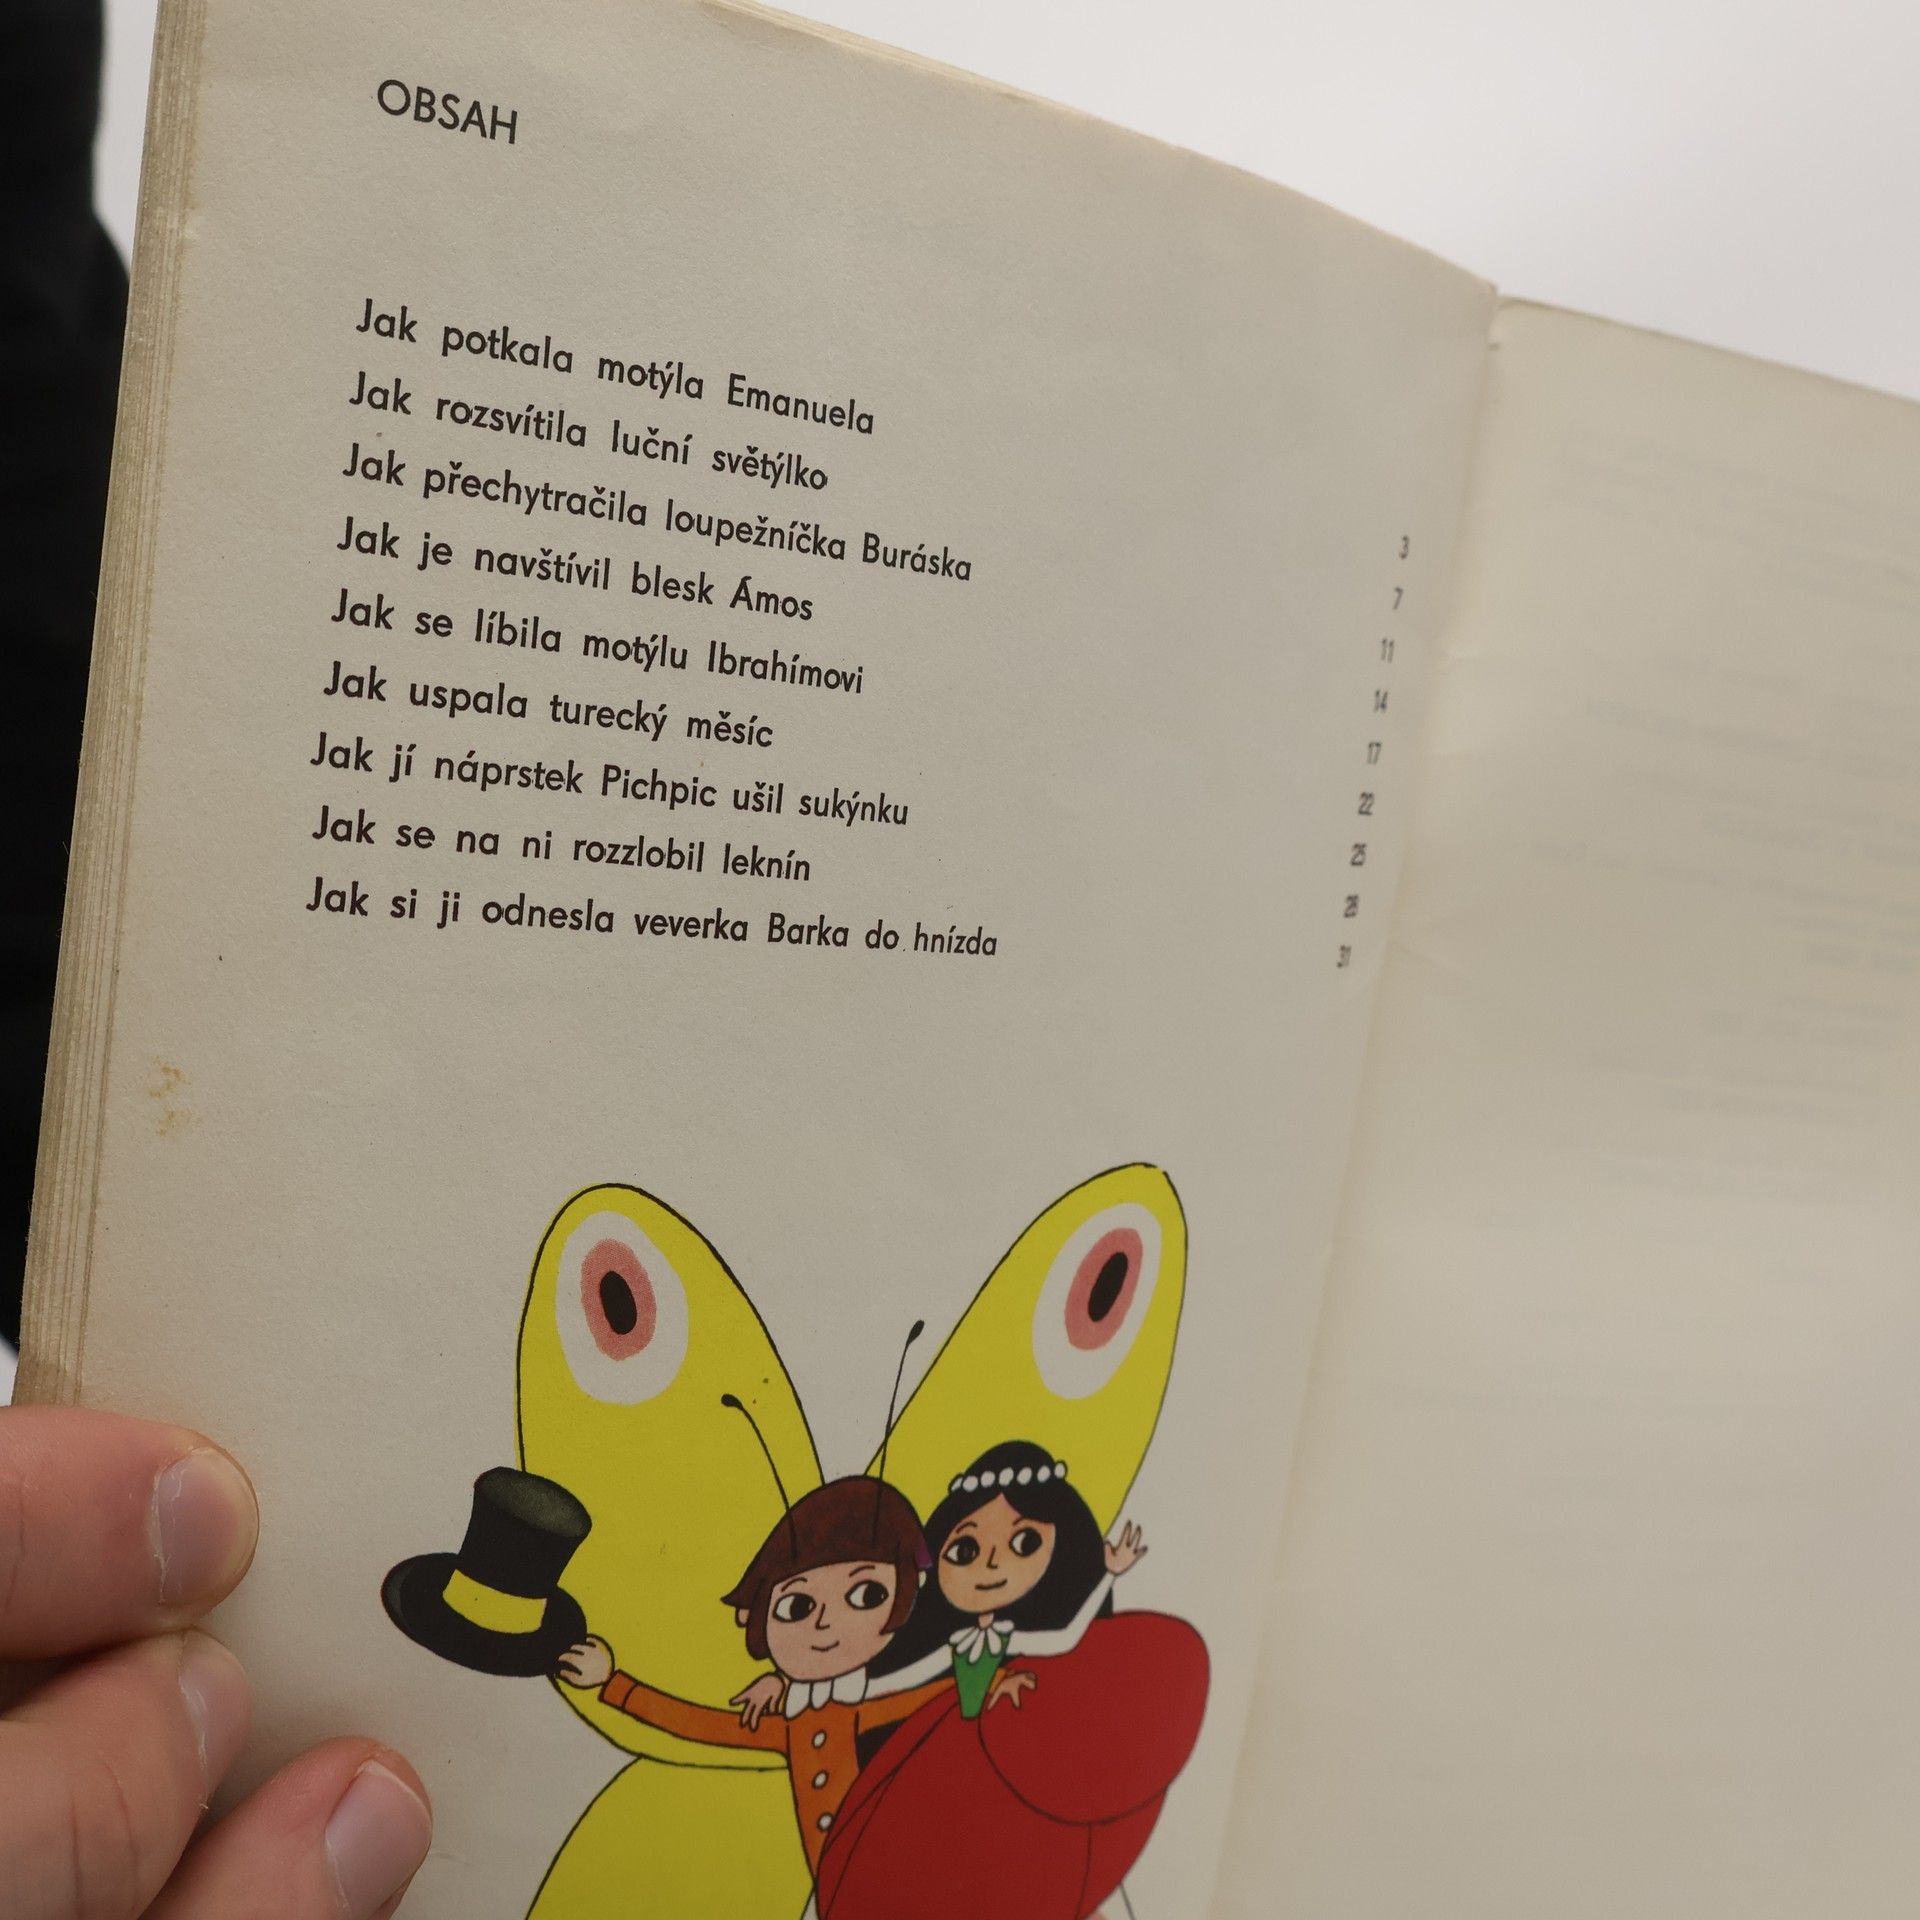 OBSAH
Jak potkala motýla Emanuela 3
Jak rozsvítila luční světýlko 7
Jak přechytračila loupežníčka Buráska 11
Jak je navštívil blesk Ámos 14
Jak se líbila motýlu Ibrahímovi 17
Jak uspala turecký měsíc 22
Jak jí náprstek Pichpic ušil sukýnku 25
Jak se na ni rozzlobil leknín 28
Jak si ji odnesla veverka Barka do hnízda 31